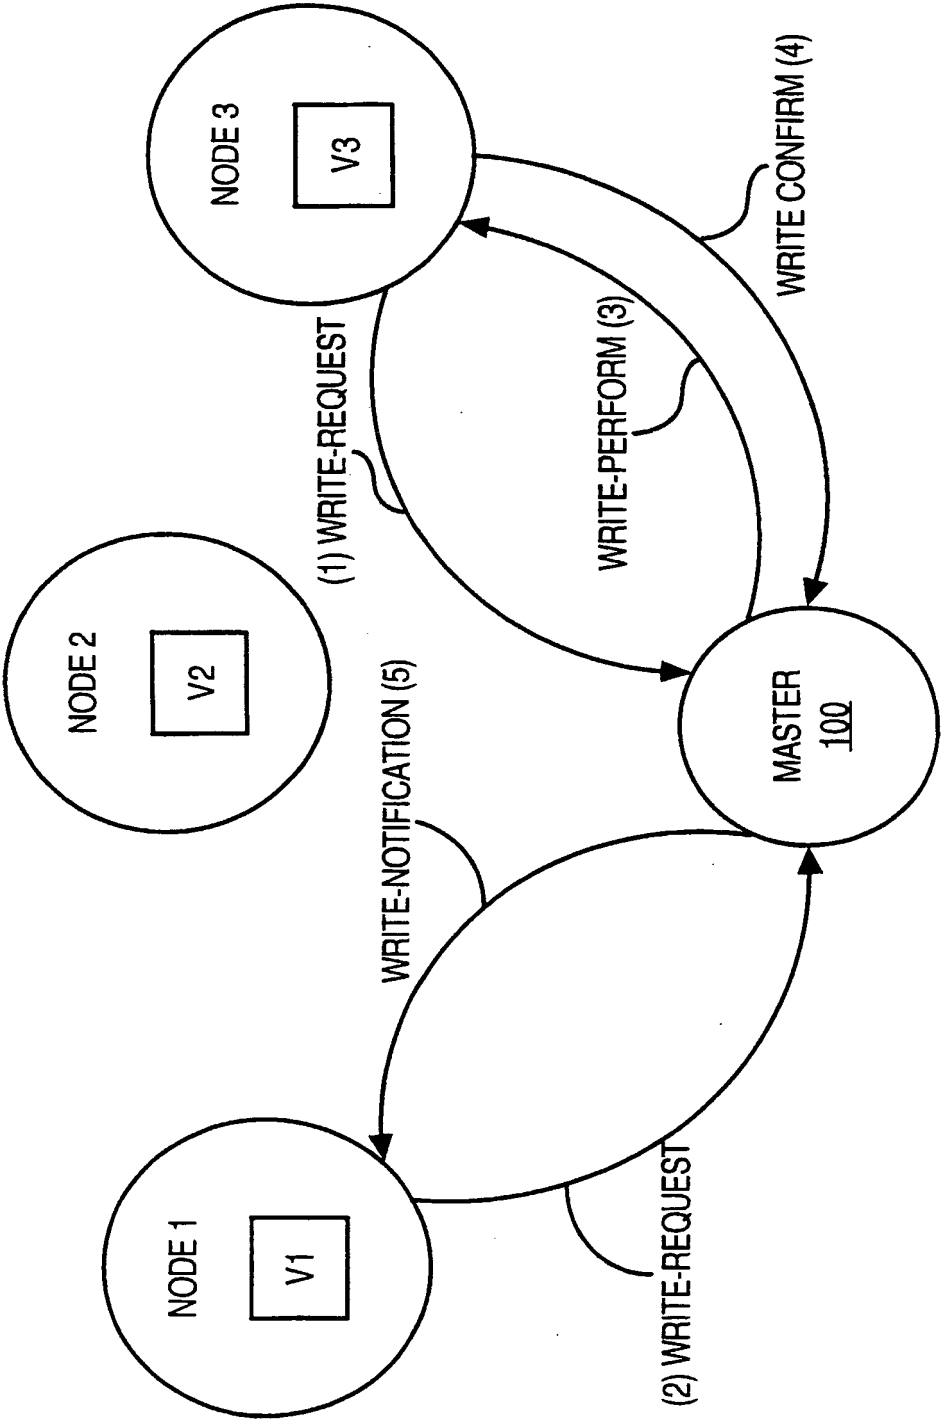 NODE 1
V1
NODE 2
V2
NODE 3
V3
WRITE-NOTIFICATION (5)
(1) WRITE-REQUEST
(2) WRITE-REQUEST
WRITE-PERFORM (3)
WRITE CONFIRM (4)
MASTER
100